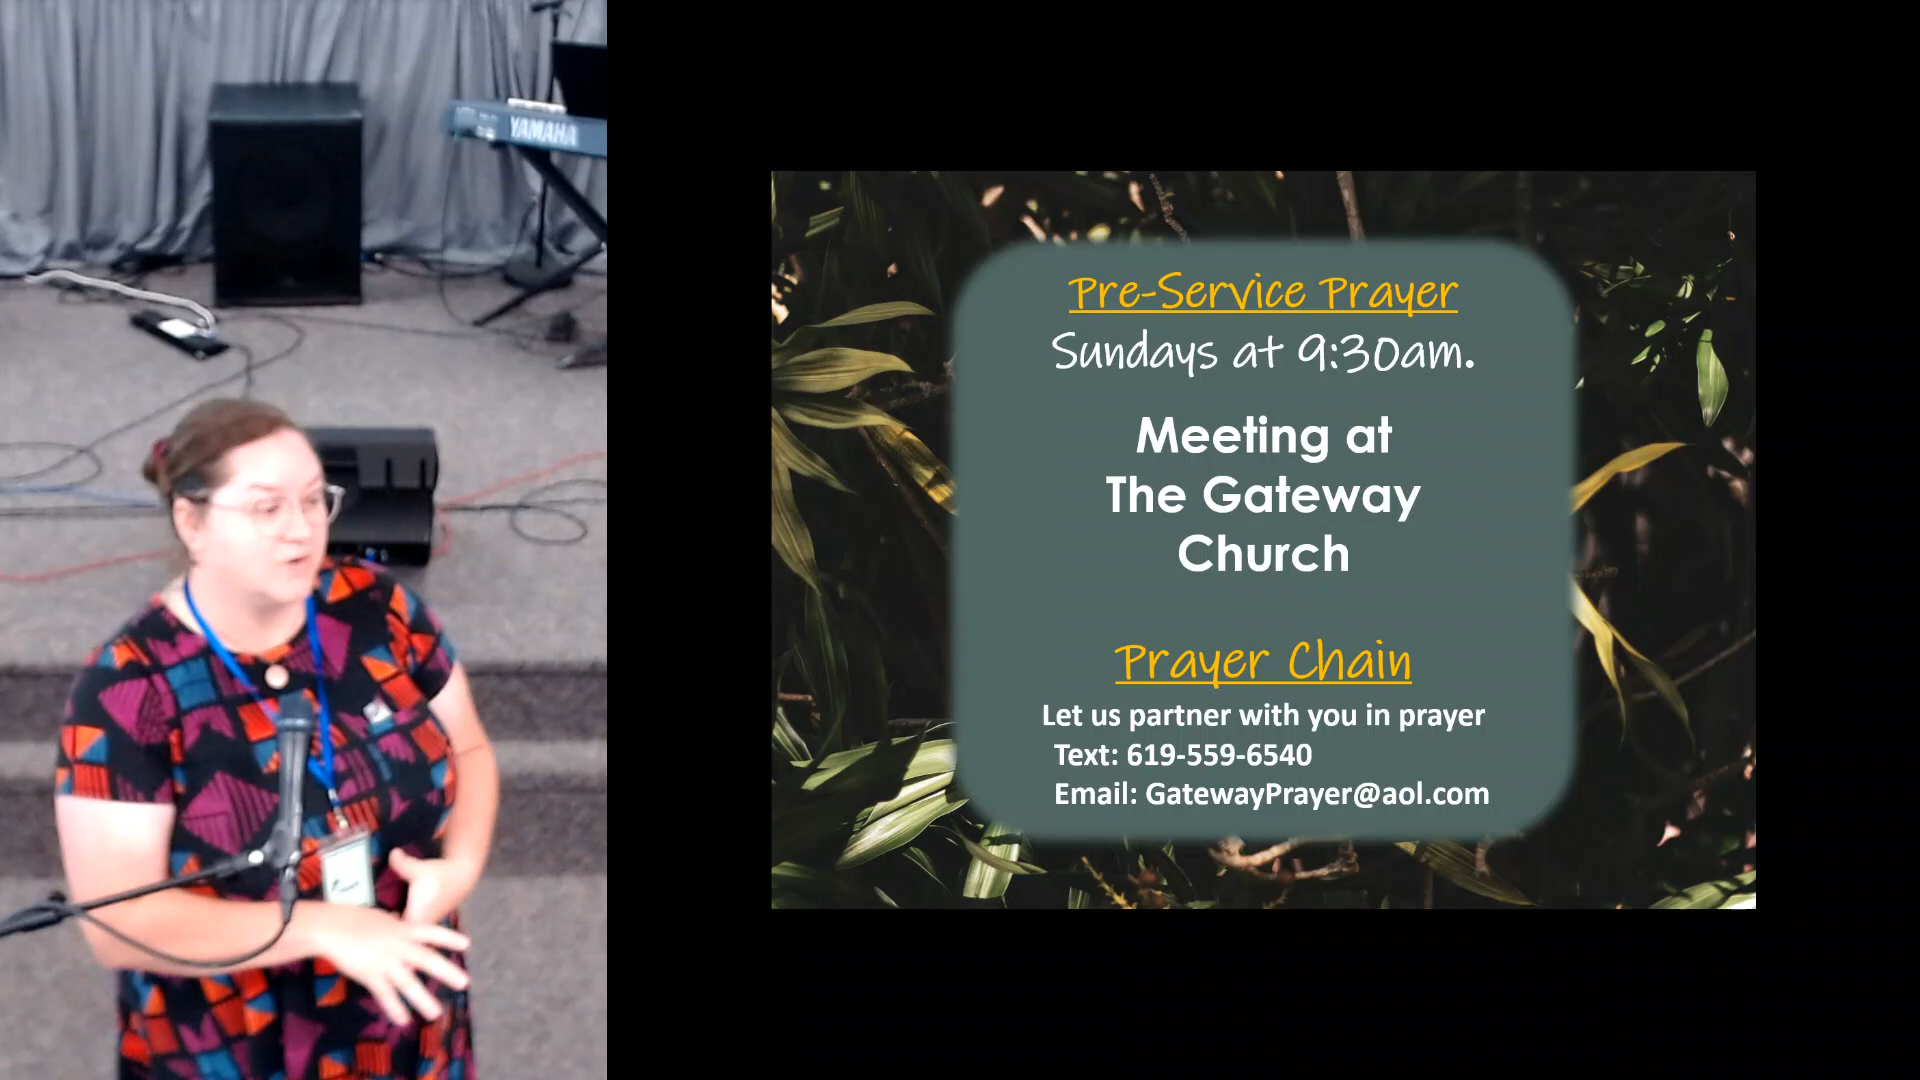 YAMAHA
Pre-Service Prayer
Sundays at 9:30am.
Meeting at
The Gateway
Church
Prayer Chain
Let us partner with you in prayer
Text: 619-559-6540
Email: GatewayPrayer@aol.com